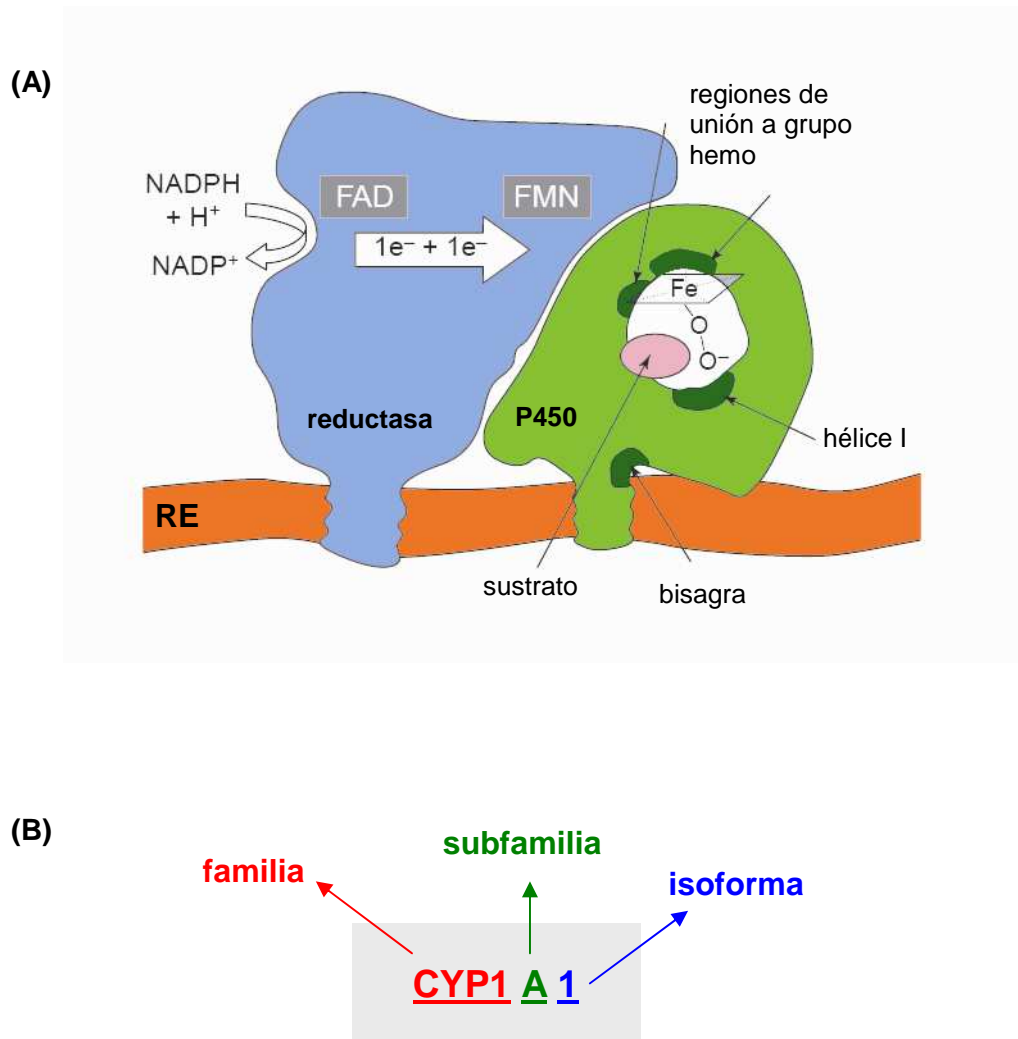 (A)
regiones de
unión a grupo
hemo
NADPH
+ H⁺
NADP⁺
FAD
FMN
1e⁻ + 1e⁻
Fe
O
O⁻
reductasa
P450
hélice I
RE
sustrato
bisagra
(B)
subfamilia
familia
isoforma
CYP1 A 1